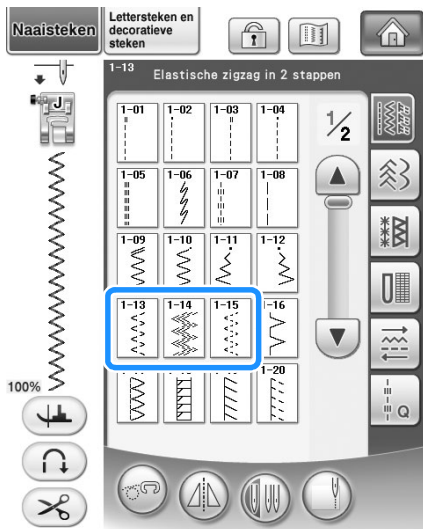 Naaisteken
Lettersteken en
decoratieve
steken
1-13
Elastische zigzag in 2 stappen
J
1-01 1-02 1-03 1-04
1/2
1-05 1-06 1-07 1-08
1-09 1-10 1-11 1-12
1-13 1-14 1-15 1-16
1-20
100%
Q